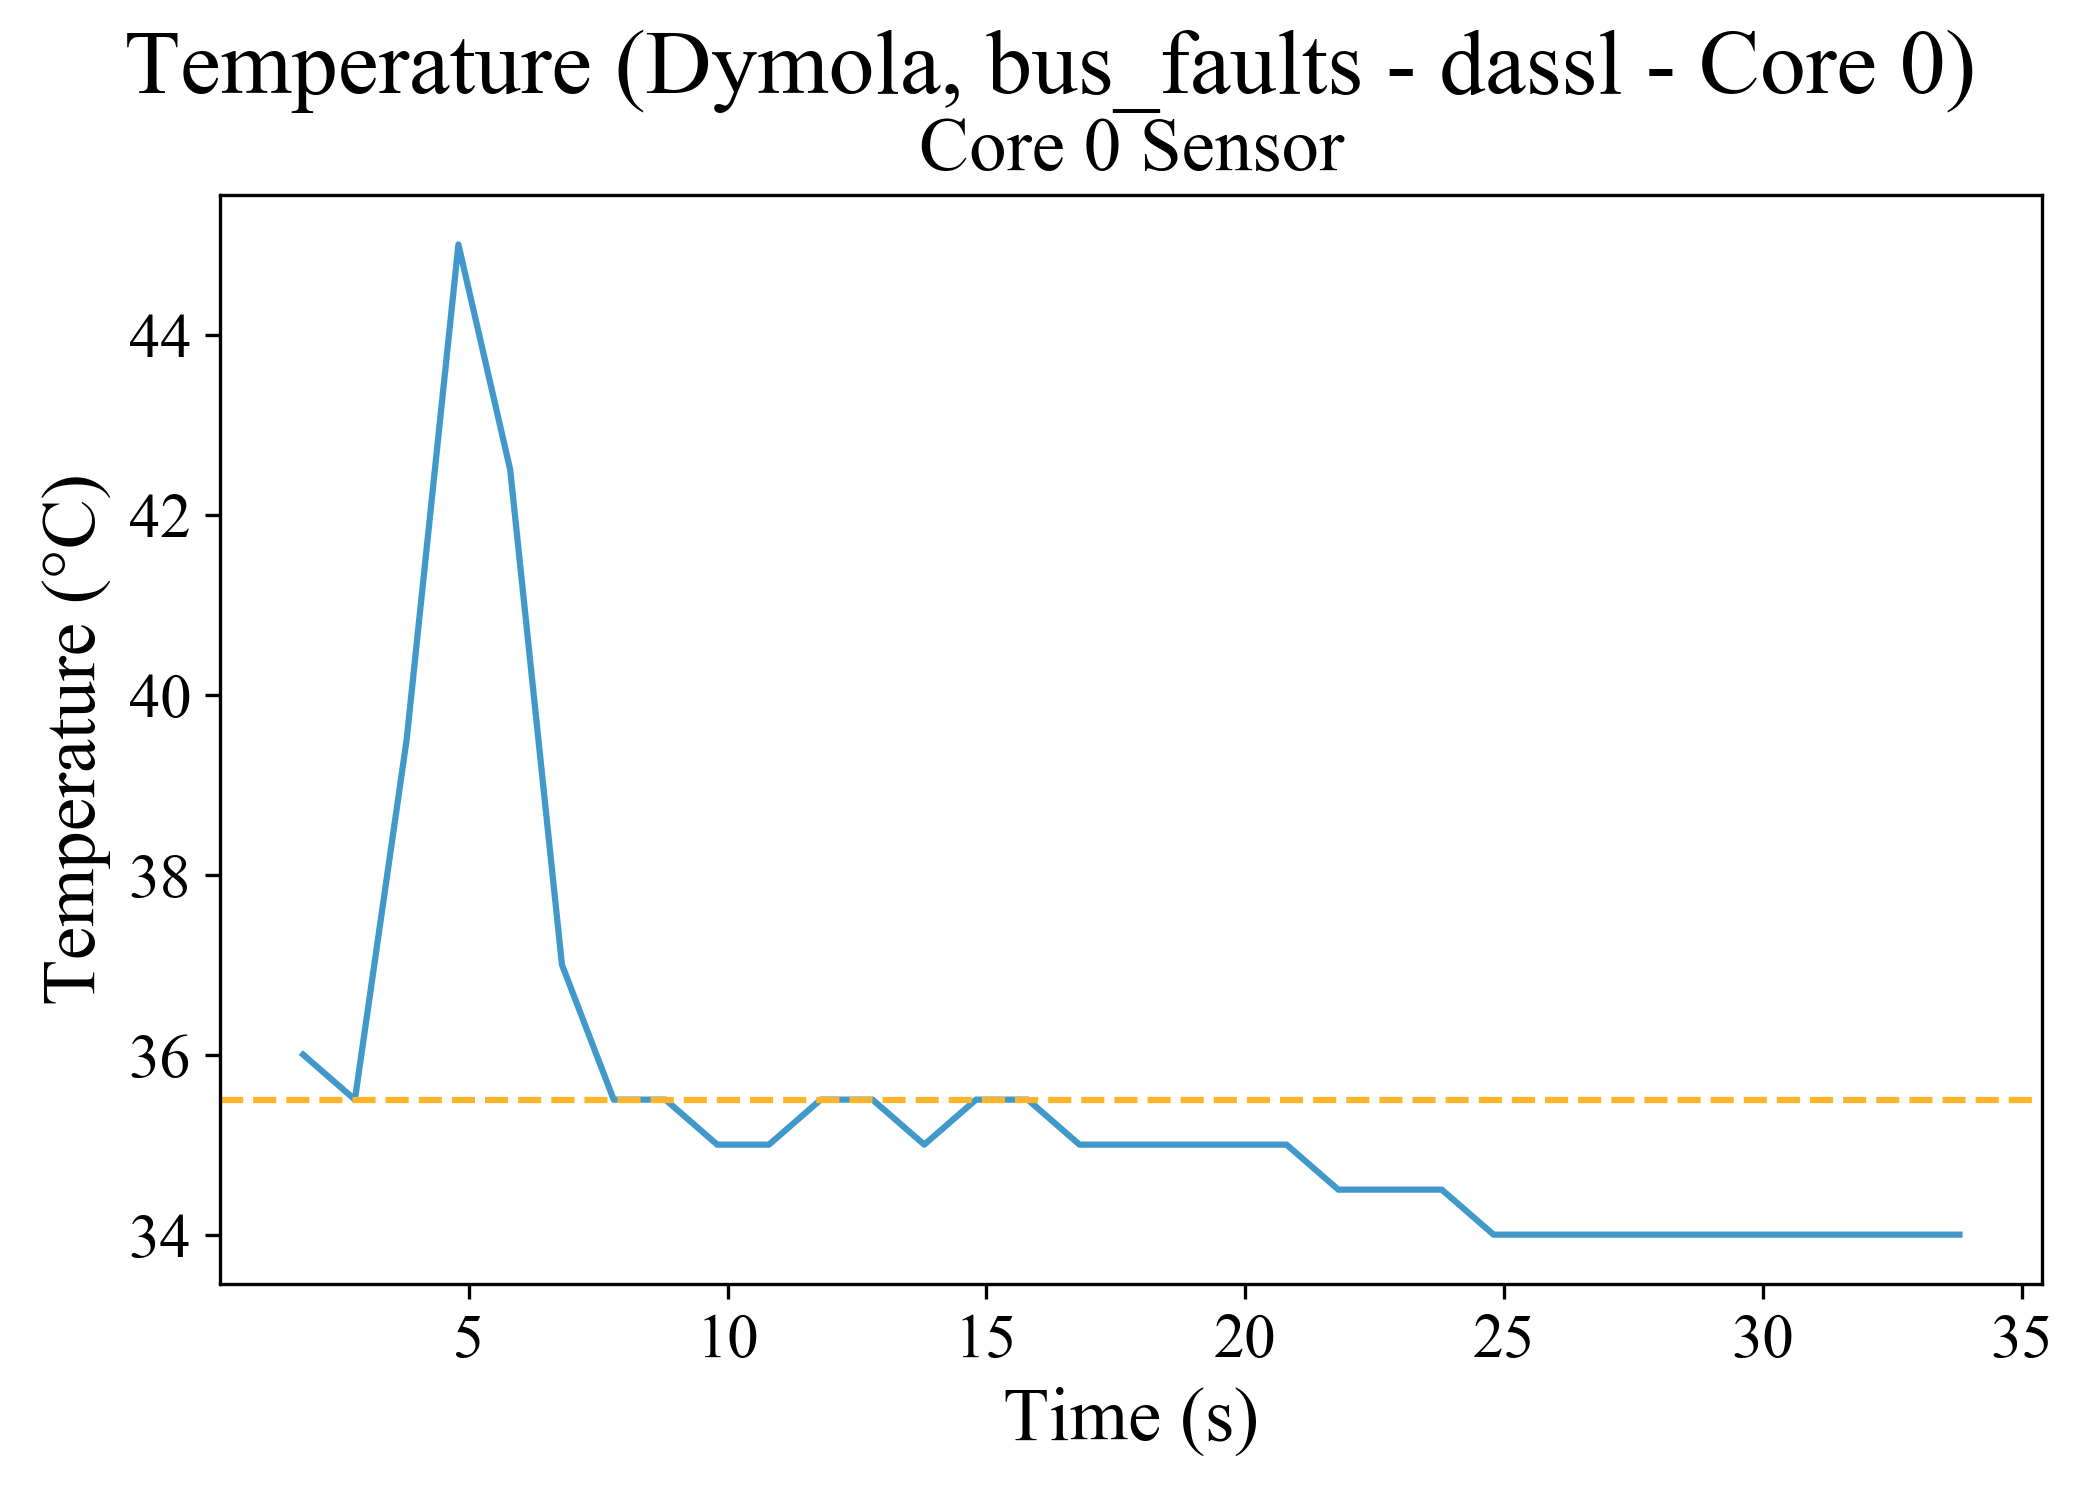 Temperature (Dymola, bus_faults - dassl - Core 0)
Core 0 Sensor
Temperature (°C)
44
42
40
38
36
34
5 10 15 20 25 30 35
Time (s)